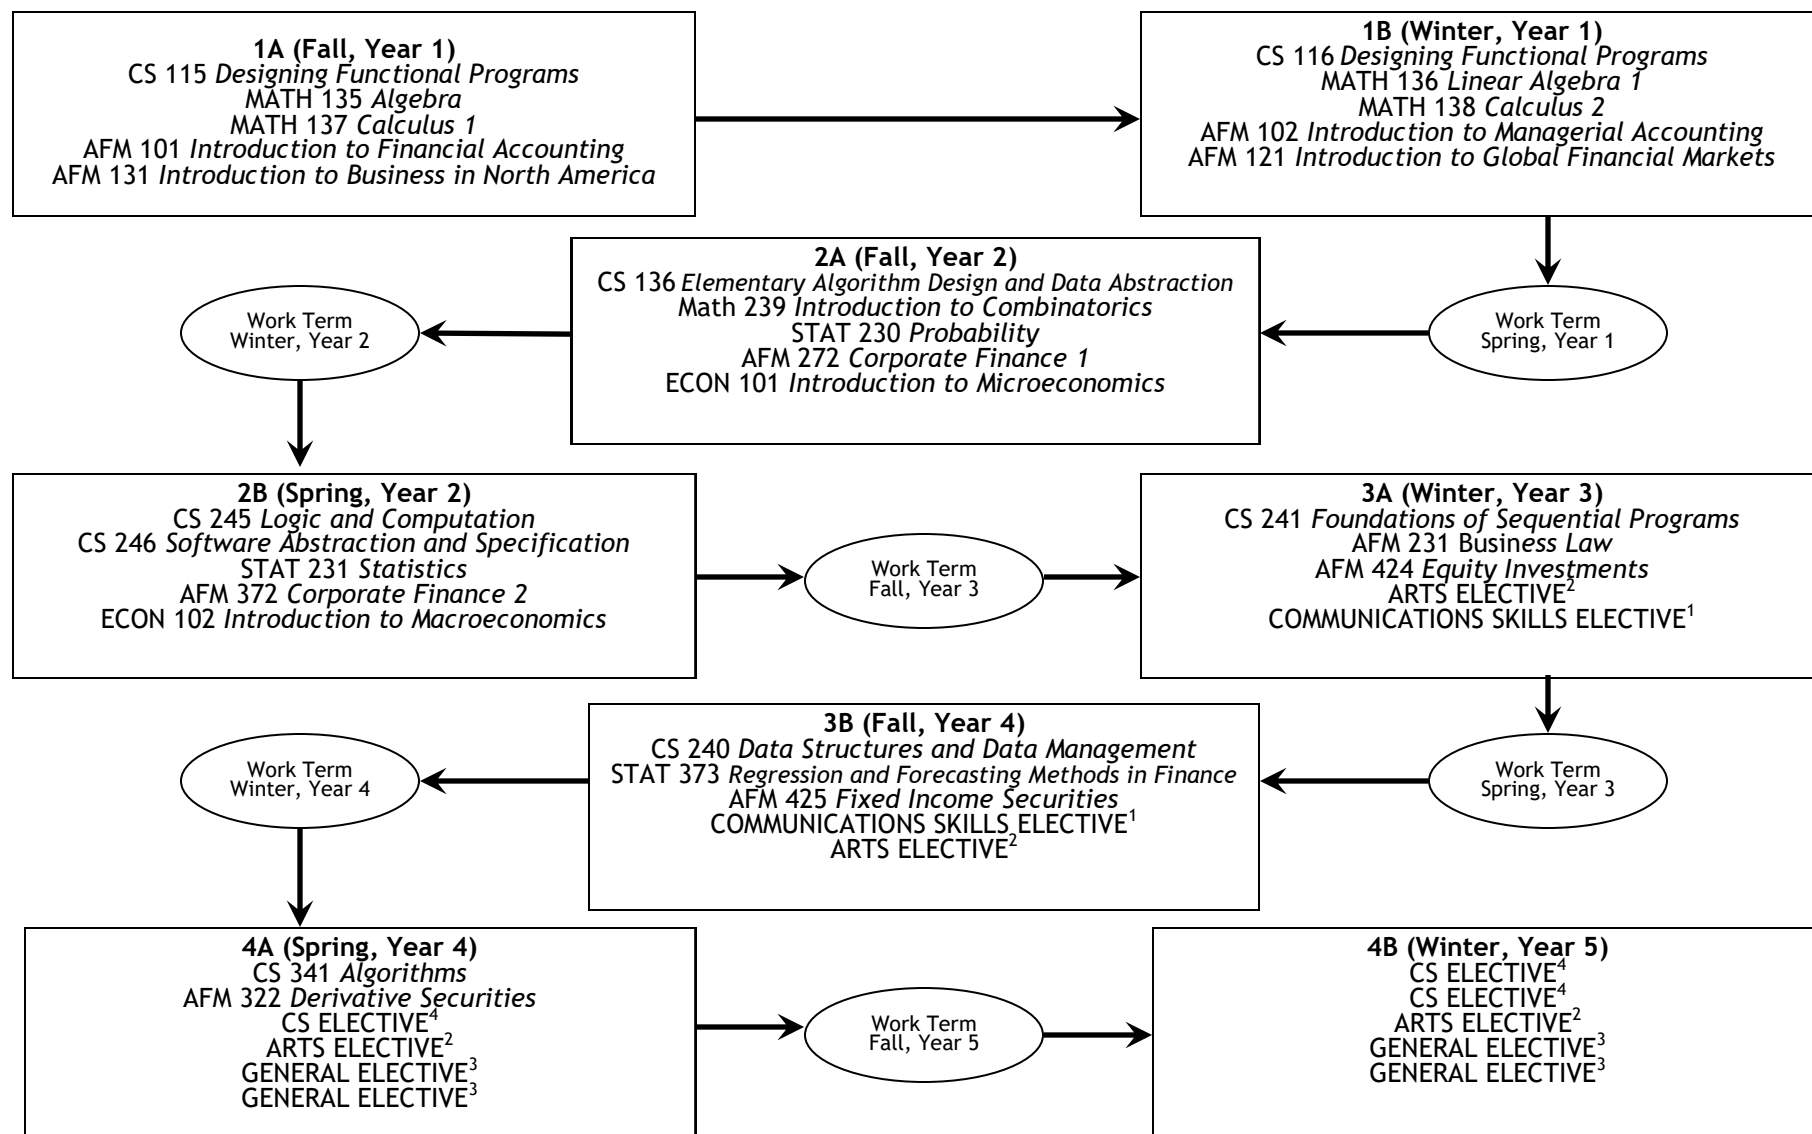 1A (Fall, Year 1)
CS 115 Designing Functional Programs
MATH 135 Algebra
MATH 137 Calculus 1
AFM 101 Introduction to Financial Accounting
AFM 131 Introduction to Business in North America
1B (Winter, Year 1)
CS 116 Designing Functional Programs
MATH 136 Linear Algebra 1
MATH 138 Calculus 2
AFM 102 Introduction to Managerial Accounting
AFM 121 Introduction to Global Financial Markets
Work Term
Spring, Year 1
2A (Fall, Year 2)
CS 136 Elementary Algorithm Design and Data Abstraction
Math 239 Introduction to Combinatorics
STAT 230 Probability
AFM 272 Corporate Finance 1
ECON 101 Introduction to Microeconomics
Work Term
Winter, Year 2
2B (Spring, Year 2)
CS 245 Logic and Computation
CS 246 Software Abstraction and Specification
STAT 231 Statistics
AFM 372 Corporate Finance 2
ECON 102 Introduction to Macroeconomics
Work Term
Fall, Year 3
3A (Winter, Year 3)
CS 241 Foundations of Sequential Programs
AFM 231 Business Law
AFM 424 Equity Investments
ARTS ELECTIVE²
COMMUNICATIONS SKILLS ELECTIVE¹
Work Term
Spring, Year 3
3B (Fall, Year 4)
CS 240 Data Structures and Data Management
STAT 373 Regression and Forecasting Methods in Finance
AFM 425 Fixed Income Securities
COMMUNICATIONS SKILLS ELECTIVE¹
ARTS ELECTIVE²
Work Term
Winter, Year 4
4A (Spring, Year 4)
CS 341 Algorithms
AFM 322 Derivative Securities
CS ELECTIVE⁴
ARTS ELECTIVE²
GENERAL ELECTIVE³
GENERAL ELECTIVE³
Work Term
Fall, Year 5
4B (Winter, Year 5)
CS ELECTIVE⁴
CS ELECTIVE⁴
ARTS ELECTIVE²
GENERAL ELECTIVE³
GENERAL ELECTIVE³